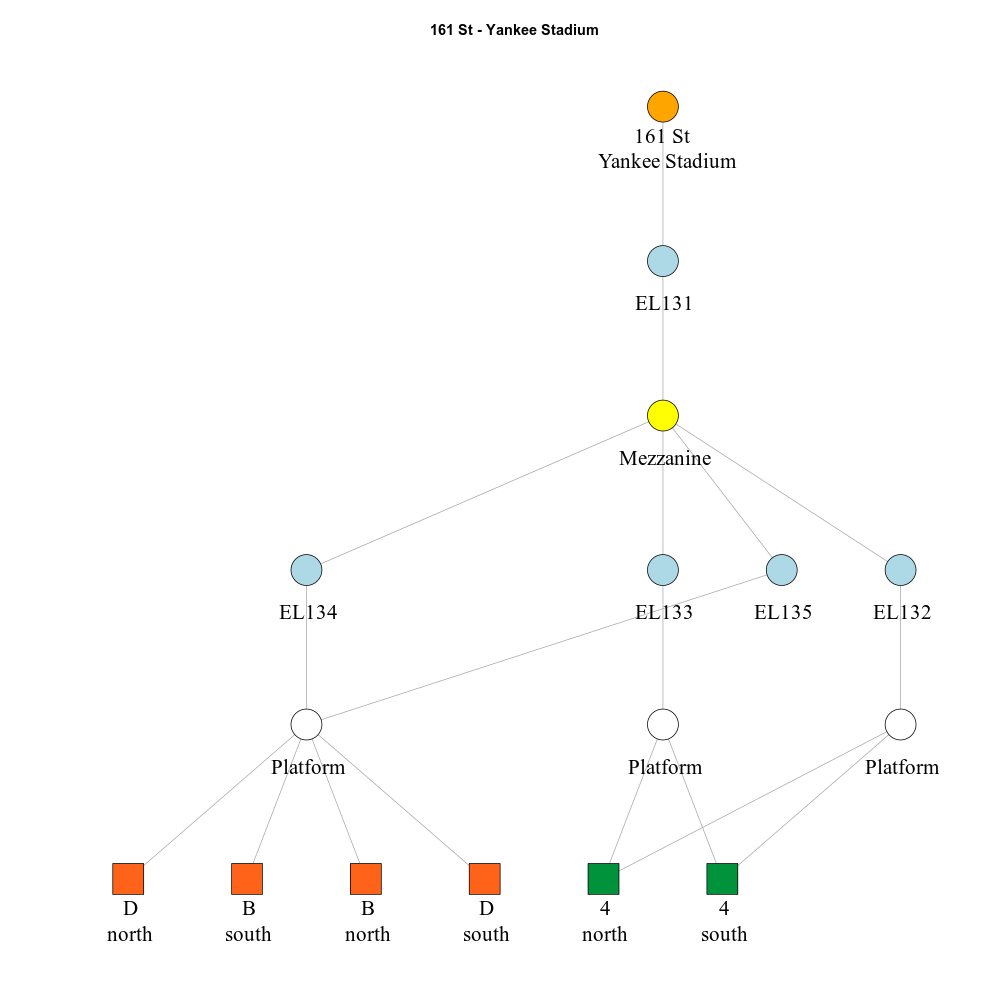 161 St - Yankee Stadium
161 St
Yankee Stadium
EL131
Mezzanine
EL134
EL133
EL135
EL132
Platform
Platform
Platform
D
north
B
south
B
north
D
south
4
north
4
south